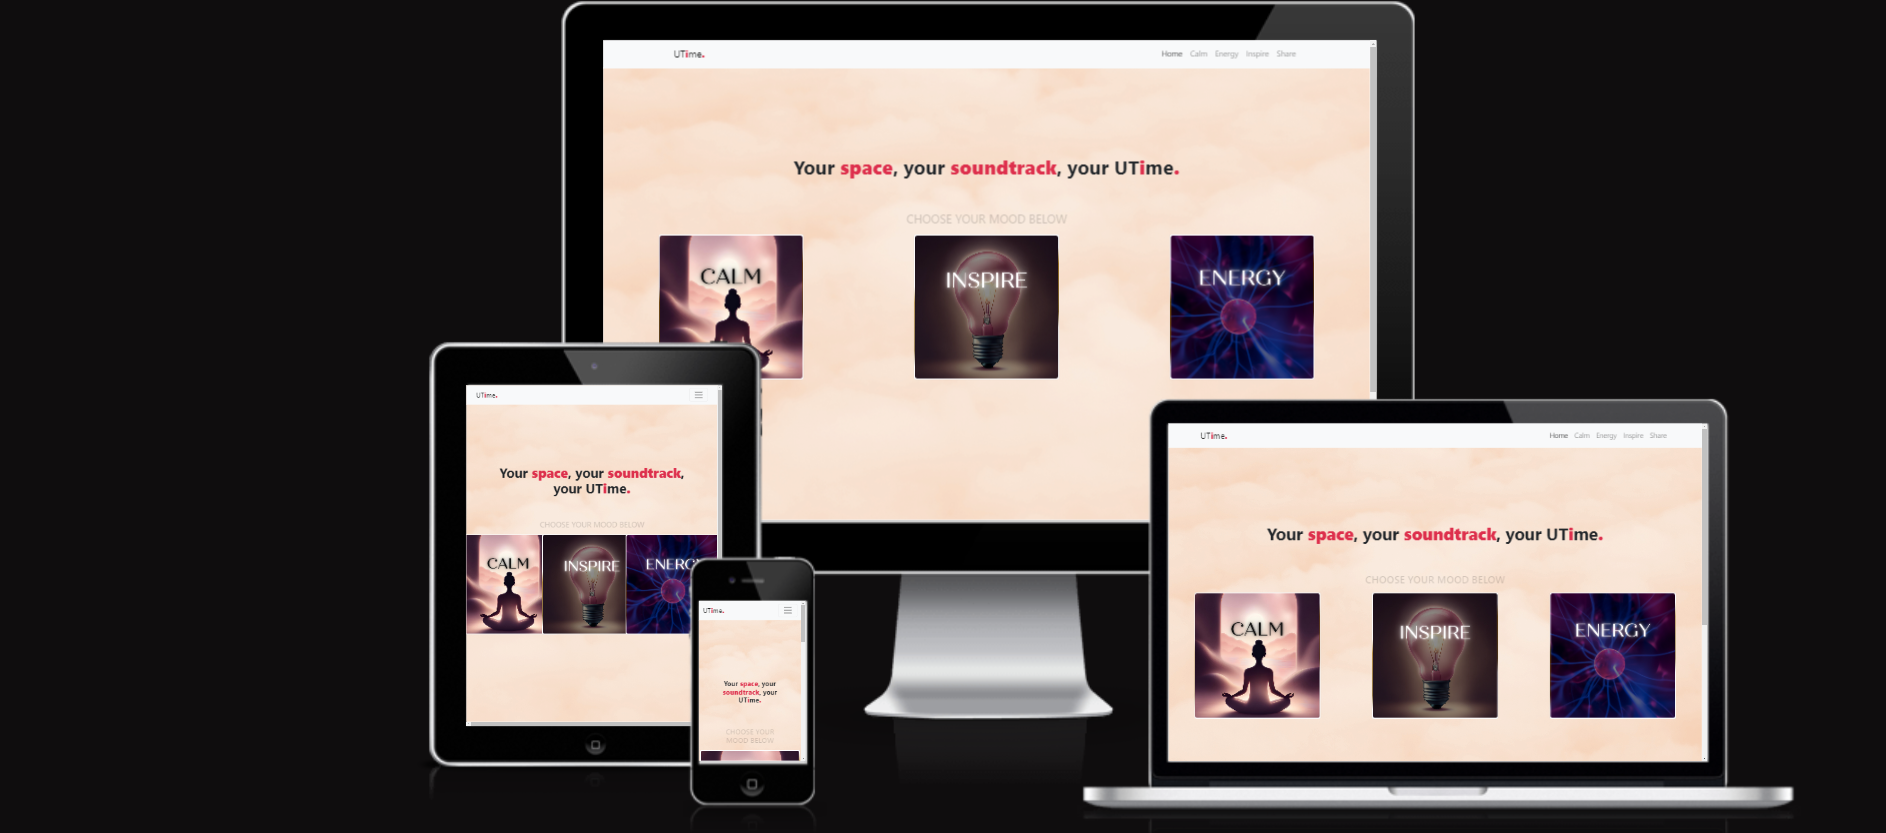 UTime.
Home Calm Energy Inspire Share
Your space, your soundtrack, your UTime.
CHOOSE YOUR MOOD BELOW
CALM
INSPIRE
ENERGY
UTime.
Your space, your soundtrack,
your UTime.
CHOOSE YOUR MOOD BELOW
CALM
INSPIRE
ENERGY
UTime.
Your space, your
soundtrack, your
UTime.
CHOOSE YOUR
MOOD BELOW
UTime.
Home Calm Energy Inspire Share
Your space, your soundtrack, your UTime.
CHOOSE YOUR MOOD BELOW
CALM
INSPIRE
ENERGY